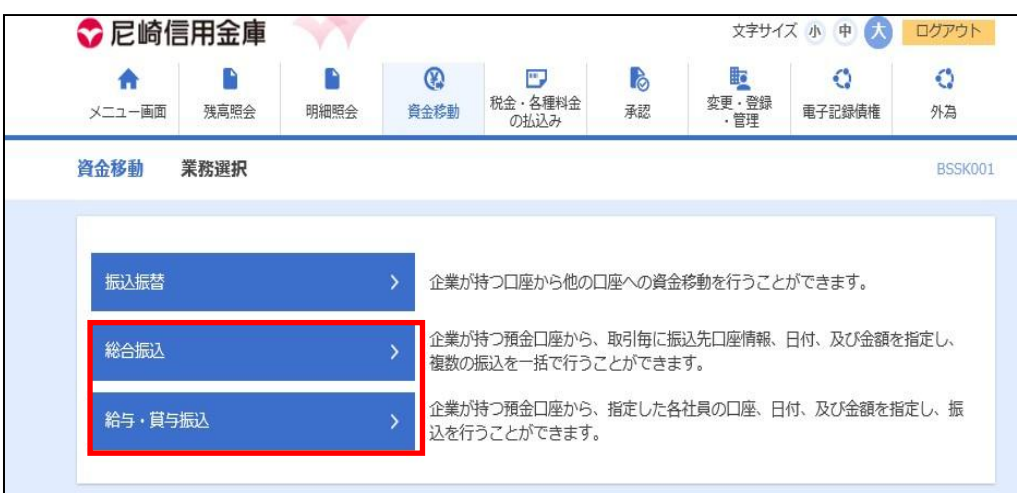 尼崎信用金庫
文字サイズ 小 中 大 ログアウト
メニュー画面 残高照会 明細照会 資金移動 税金・各種料金の払込み 承認 変更・登録・管理 電子記録債権 外為
資金移動 業務選択 BSSK001
振込振替
企業が持つ口座から他の口座への資金移動を行うことができます。
総合振込
企業が持つ預金口座から、取引毎に振込先口座情報、日付、及び金額を指定し、
複数の振込を一括で行うことができます。
給与・賞与振込
企業が持つ預金口座から、指定した各社員の口座、日付、及び金額を指定し、振
込を行うことができます。